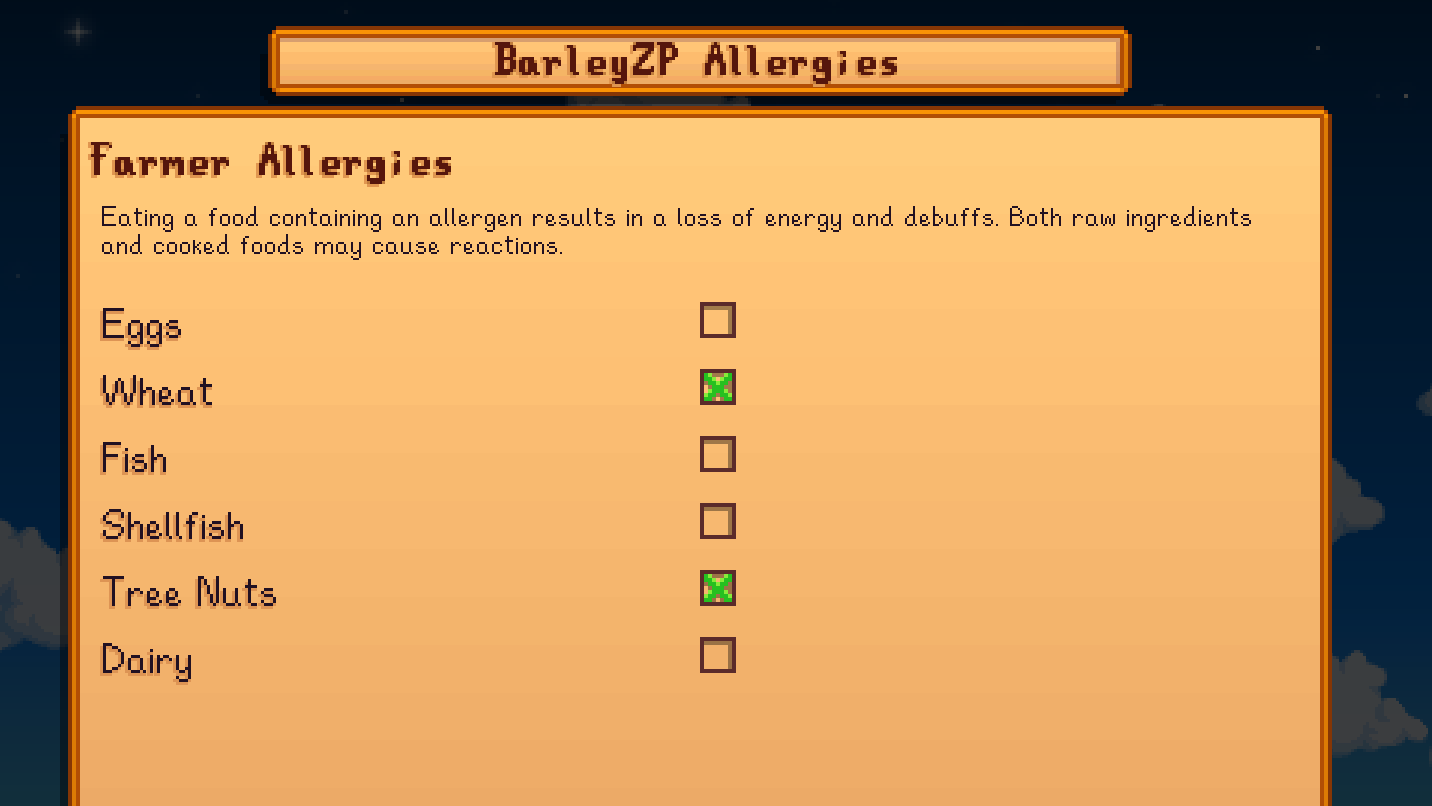 BarleyZP Allergies
Farmer Allergies
Eating a food containing an allergen results in a loss of energy and debuffs. Both raw ingredients
and cooked foods may cause reactions.
Eggs
Wheat
Fish
Shellfish
Tree Nuts
Dairy